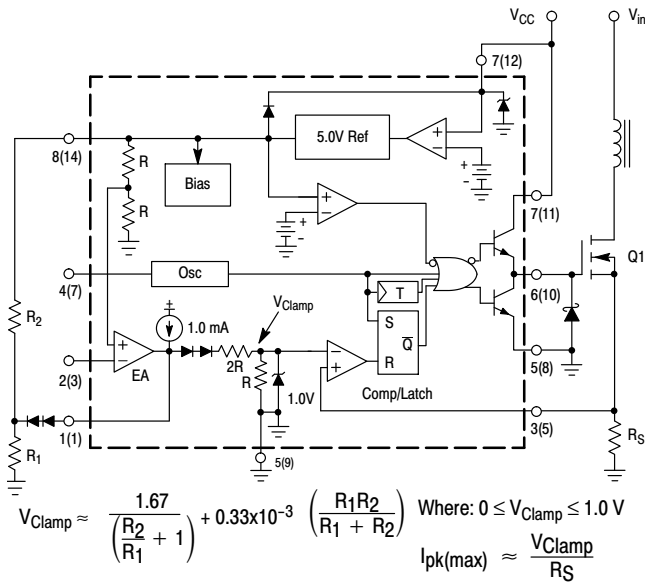 V_CC
V_in
7(12)
5.0V Ref
+
−
+
−
8(14)
R
Bias
R
+
−
+
−
7(11)
4(7)
Osc
T
6(10)
Q1
R_2
1.0 mA
V_Clamp
S
Q̅
R
2(3)
+
−
EA
2R
R
1.0V
−
+
Comp/Latch
5(8)
1(1)
3(5)
R_1
5(9)
R_S
V_Clamp ≈ 1.67 / (R_2/R_1 + 1) + 0.33x10^−3 (R_1R_2 / (R_1 + R_2)) Where: 0 ≤ V_Clamp ≤ 1.0 V
I_pk(max) ≈ V_Clamp / R_S